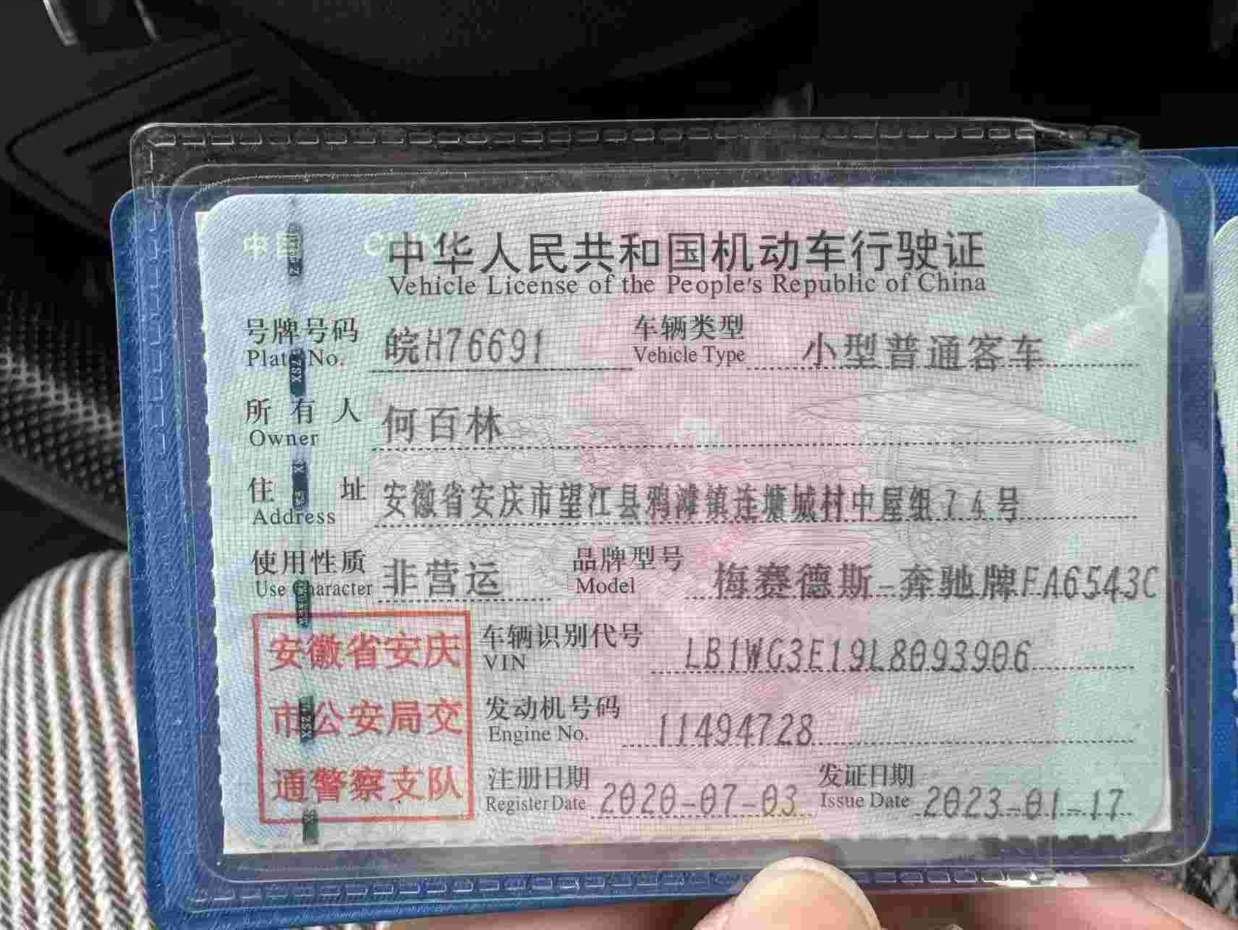 中华人民共和国机动车行驶证
Vehicle License of the People's Republic of China
号牌号码 皖H76691 车辆类型 小型普通客车
Plate No. Vehicle Type
所有人 何百林
Owner
住址 安徽省安庆市望江县鸦滩镇连塘城村中屋组74号
Address
使用性质 非营运 品牌型号 梅赛德斯-奔驰牌FA6543C
Use Character Model
安徽省安庆
市公安局交
通警察支队
车辆识别代号 LB1WG3E19L8093906
VIN
发动机号码 11494728
Engine No.
注册日期 2020-07-03 发证日期 2023-01-17
Register Date Issue Date